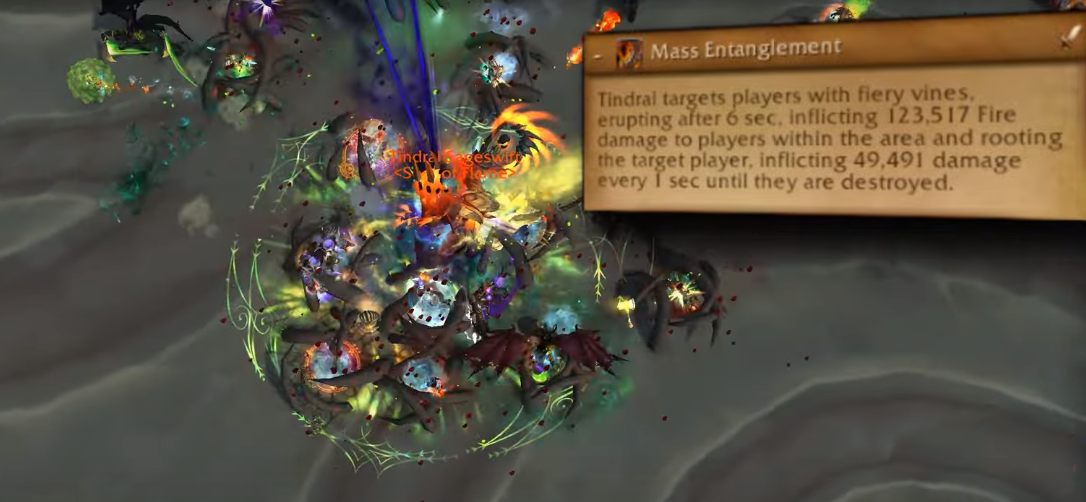 Mass Entanglement
Tindral targets players with fiery vines,
erupting after 6 sec, inflicting 123,517 Fire
damage to players within the area and rooting
the target player, inflicting 49,491 damage
every 1 sec until they are destroyed.
Tindral Sageswift
of Flame>